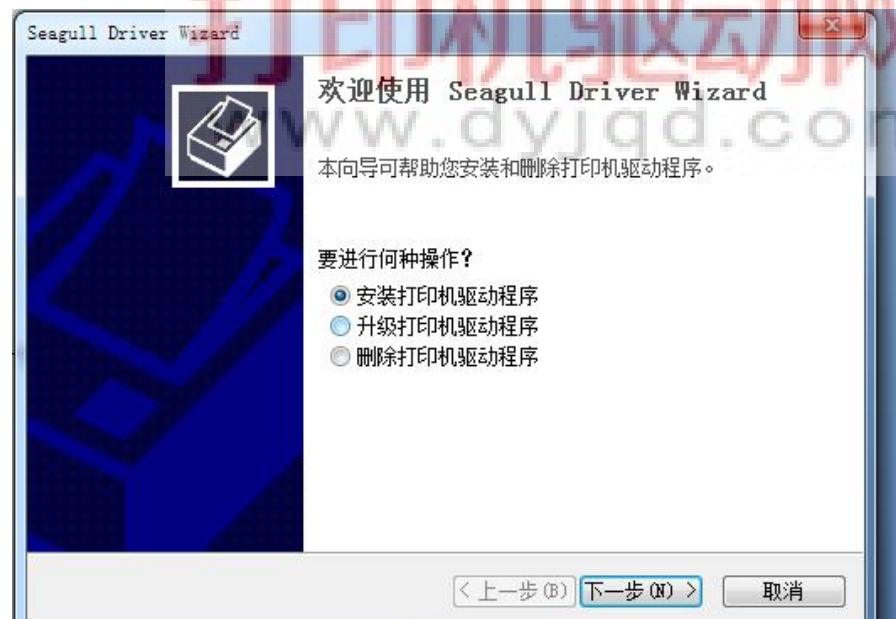 打印机驱动网
Seagull Driver Wizard
www.dyjqd.com
欢迎使用 Seagull Driver Wizard
本向导可帮助您安装和删除打印机驱动程序。
要进行何种操作?
安装打印机驱动程序
升级打印机驱动程序
删除打印机驱动程序
< 上一步(B)
下一步(N) >
取消